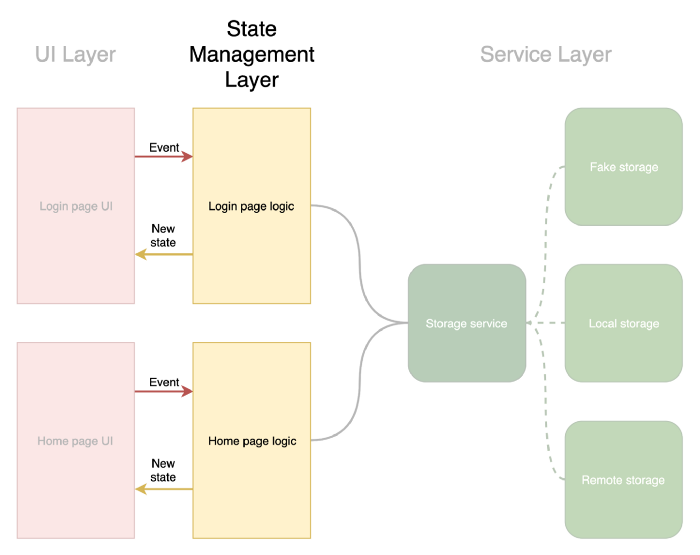 UI Layer
State
Management
Layer
Service Layer
Login page UI
Event
New
state
Login page logic
Home page UI
Event
New
state
Home page logic
Storage service
Fake storage
Local storage
Remote storage